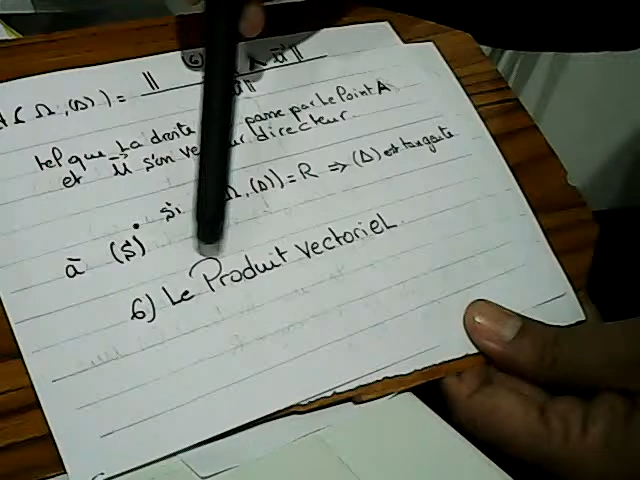 d(Ω,(Δ)) = || ∧ u⃗ ||
u||
tel que La droite passe par Le Point A
et u⃗ son vecteur directeur.
si Ω,(Δ)) = R ⇒ (Δ) est tangente
à (S)
6) Le Produit vectoriel